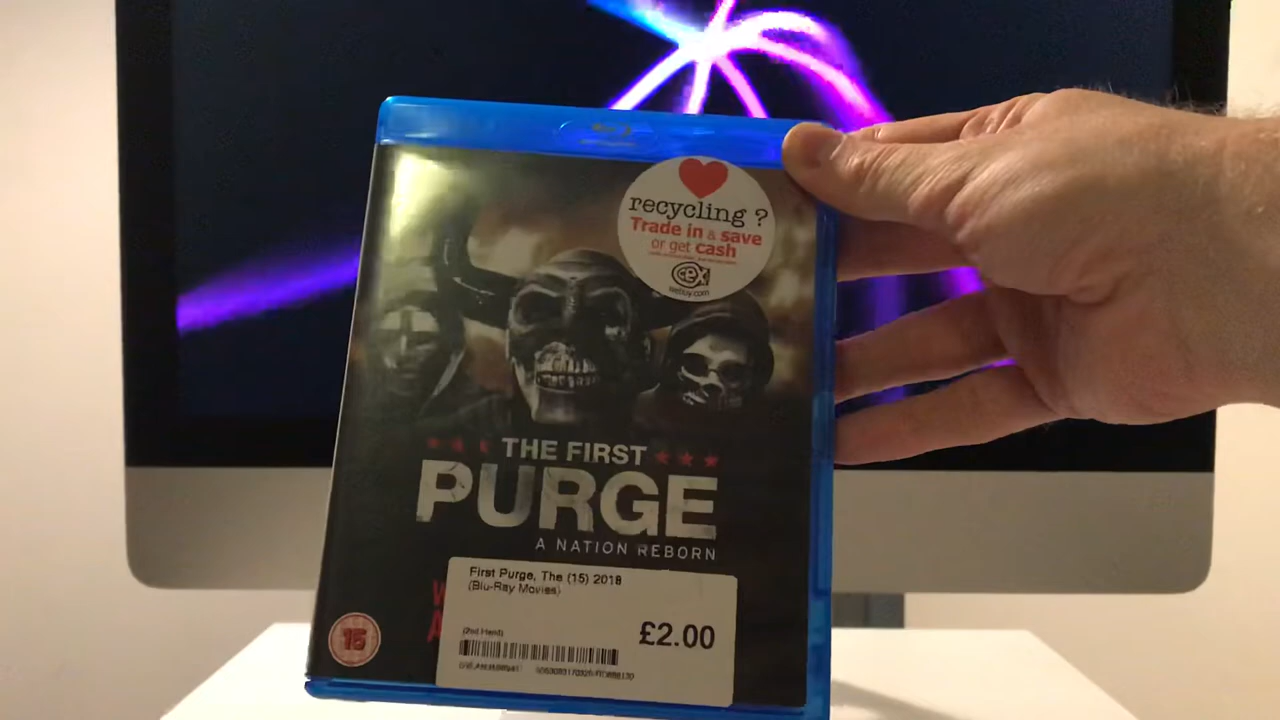 recycling ?
Trade in & save
or get cash
cex
webuy.com
THE FIRST
PURGE
A NATION REBORN
First Purge, The (15) 2018
(Blu-Ray Movies)
£2.00
(2nd Hand)
15